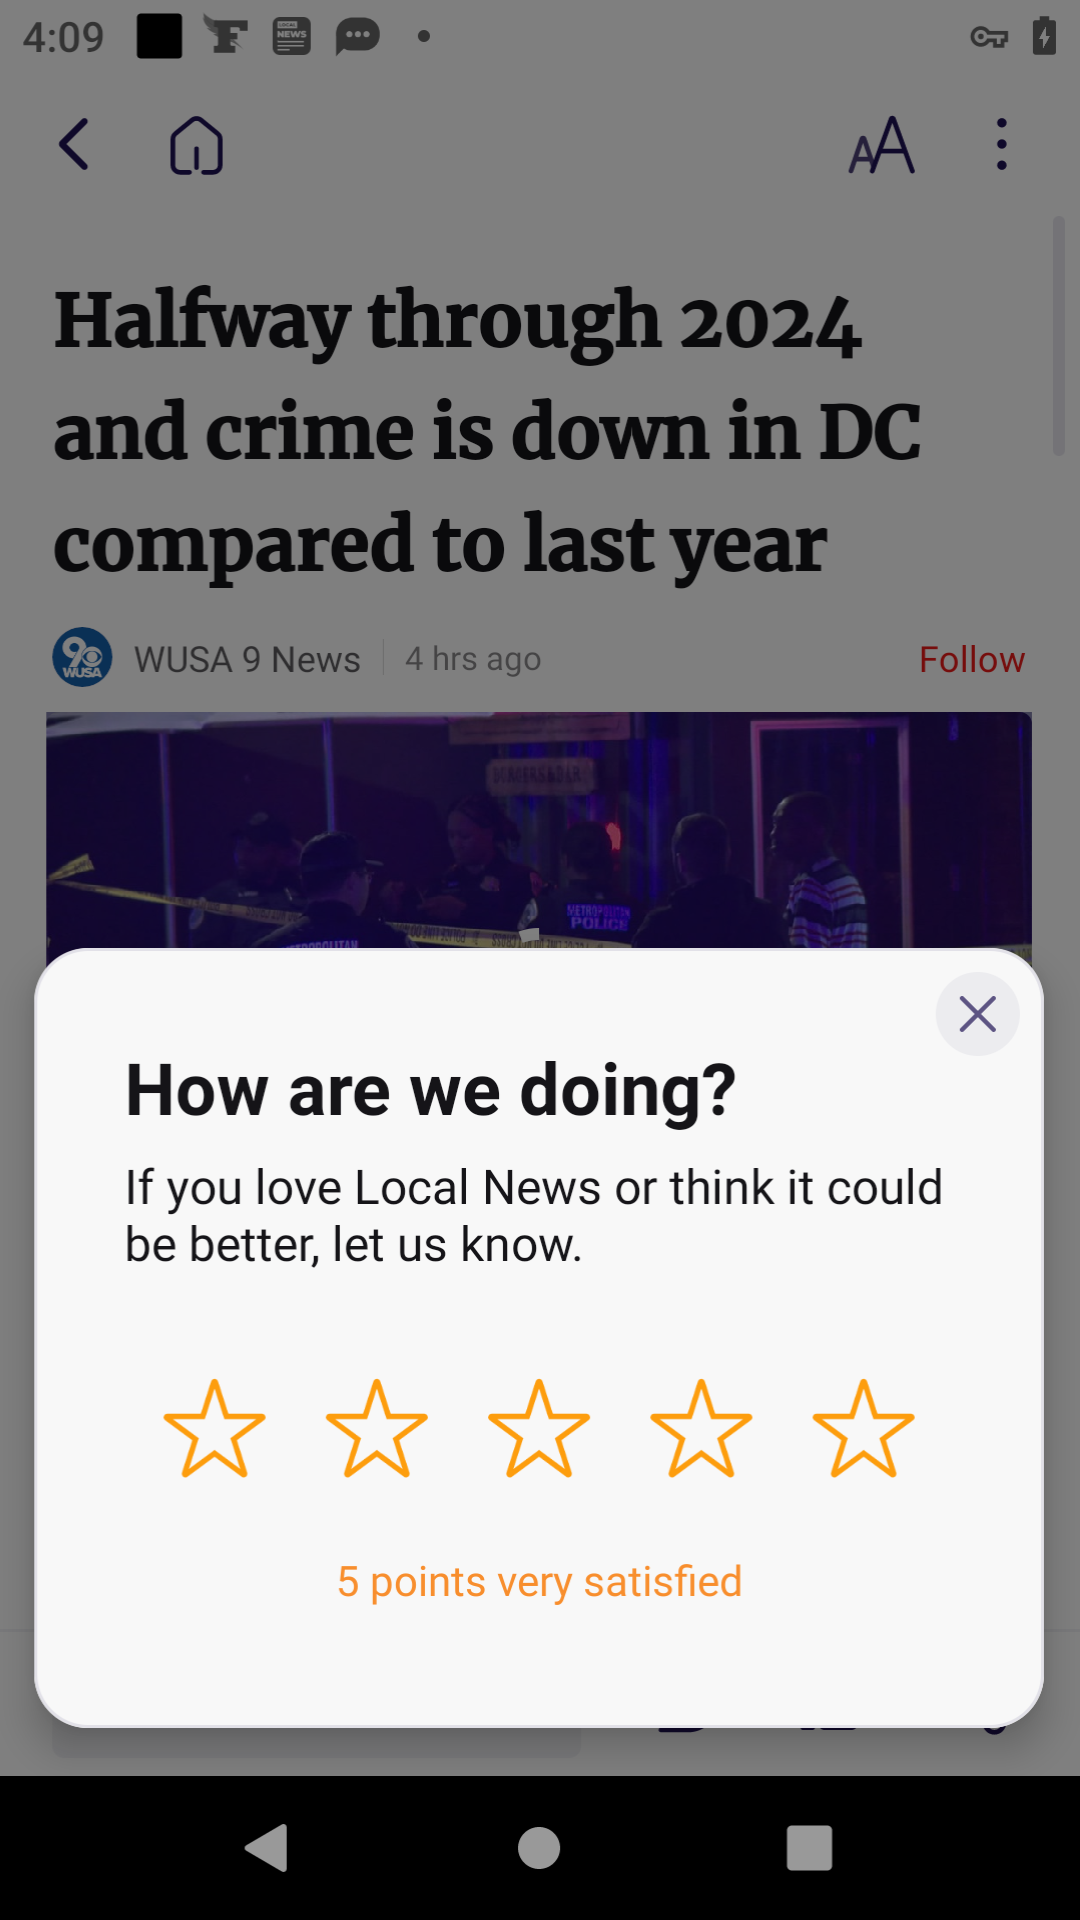 4:09
Halfway through 2024
and crime is down in DC
compared to last year
WUSA 9 News
4 hrs ago
Follow
METROPOLITAN
POLICE
How are we doing?
If you love Local News or think it could
be better, let us know.
5 points very satisfied